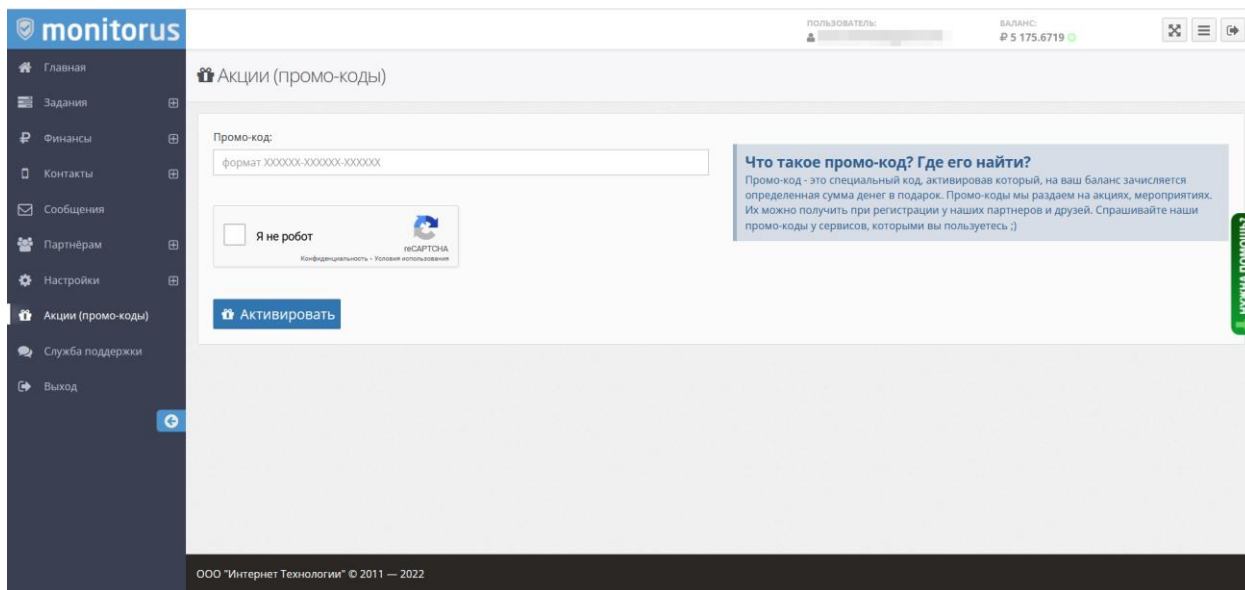 monitorus
ПОЛЬЗОВАТЕЛЬ:
БАЛАНС:
₽ 5 175.6719
Главная
Задания
Финансы
Контакты
Сообщения
Партнёрам
Настройки
Акции (промо-коды)
Служба поддержки
Выход
Акции (промо-коды)
Промо-код:
формат XXXXXX-XXXXXX-XXXXXX
Я не робот
reCAPTCHA
Конфиденциальность - Условия использования
Активировать
Что такое промо-код? Где его найти?
Промо-код - это специальный код, активировав который, на ваш баланс зачисляется
определенная сумма денег в подарок. Промо-коды мы раздаем на акциях, мероприятиях.
Их можно получить при регистрации у наших партнеров и друзей. Спрашивайте наши
промо-коды у сервисов, которыми вы пользуетесь ;)
НУЖНА ПОМОЩЬ?
ООО "Интернет Технологии" © 2011 — 2022